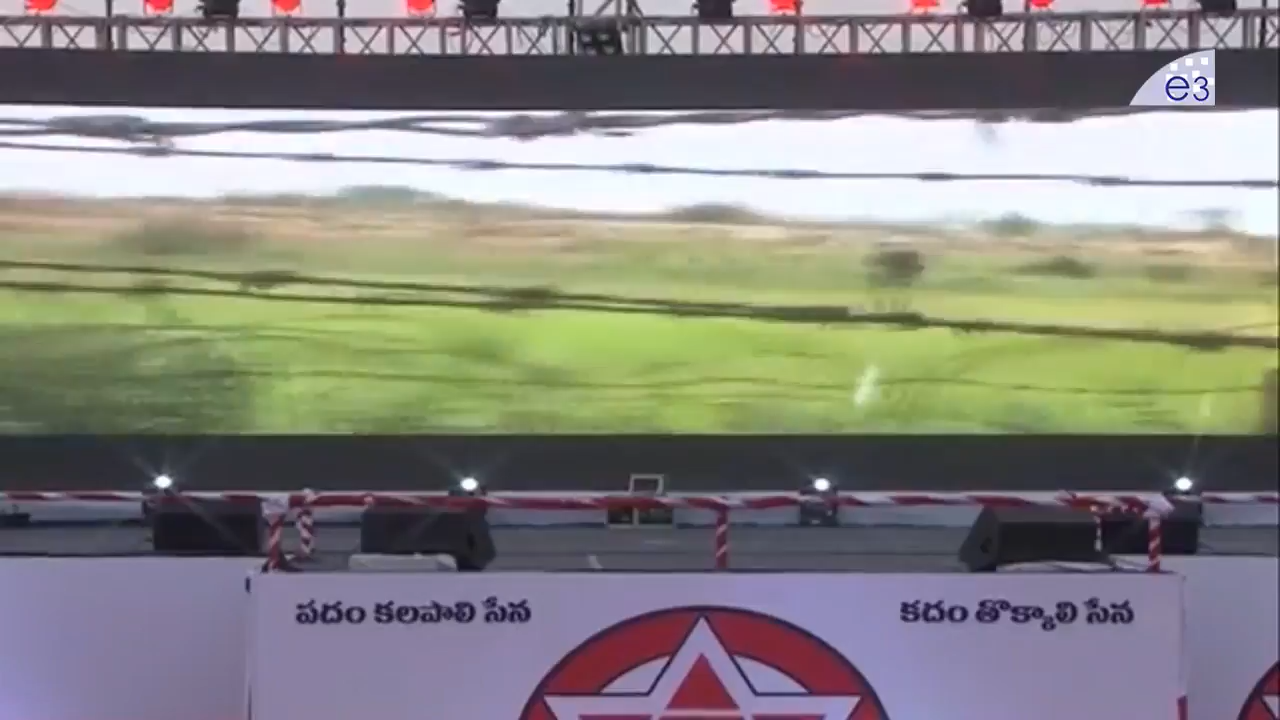 e3
పదం కలపాలి సేన
కదం తొక్కాలి సేన